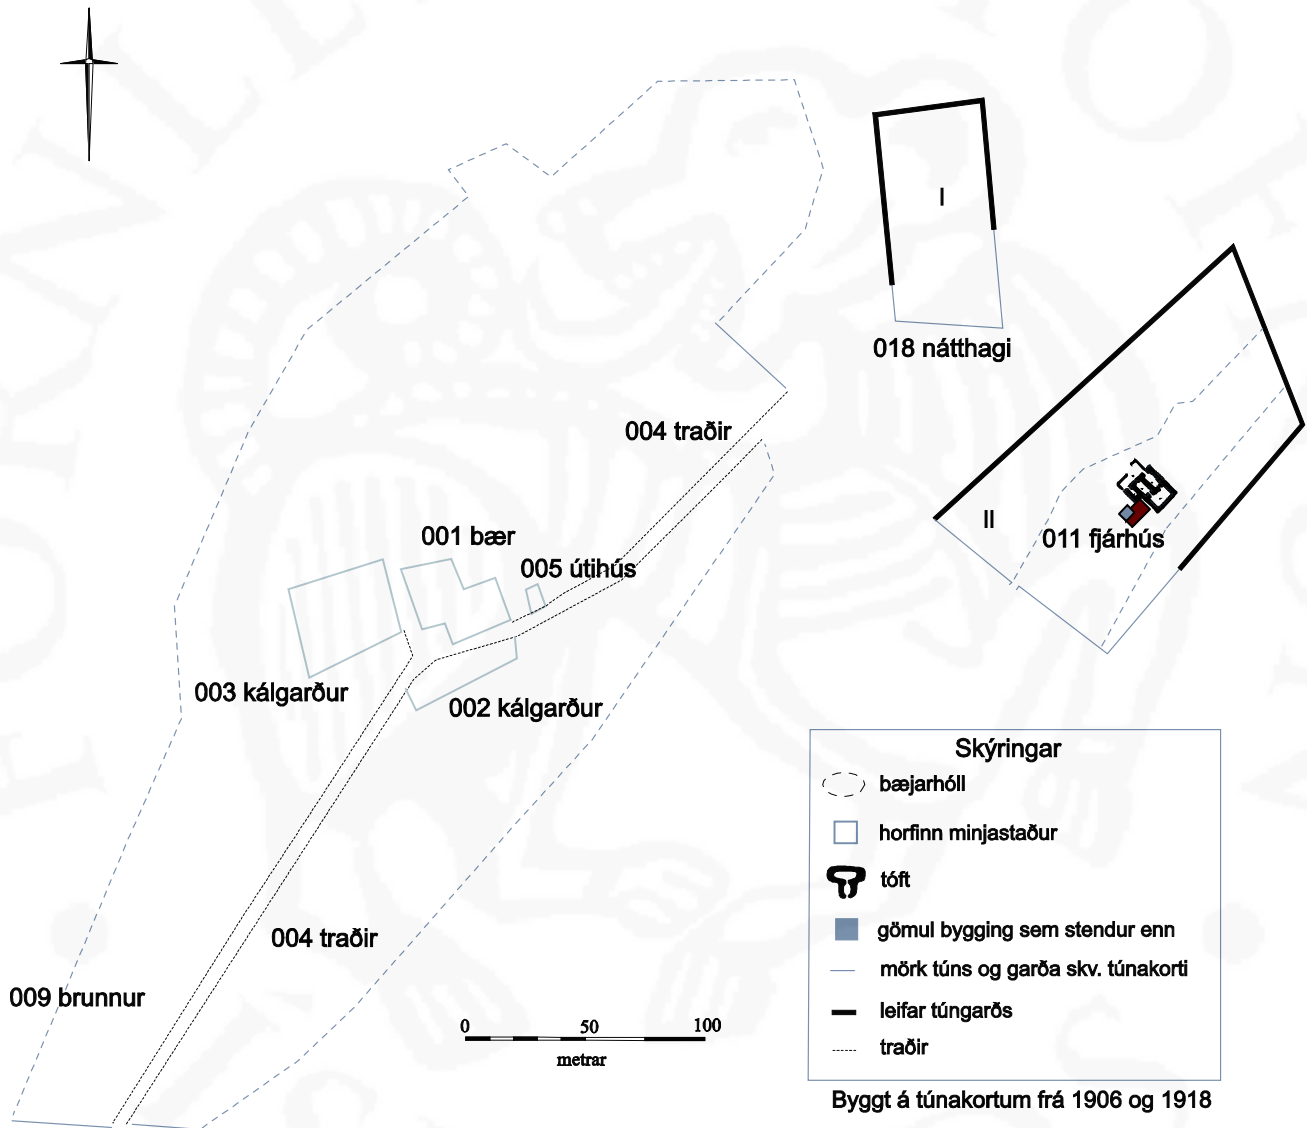 I
018 nátthagi
004 traðir
II
011 fjárhús
001 bær
005 útihús
003 kálgarður
002 kálgarður
004 traðir
009 brunnur
0 50 100
metrar
Skýringar
bæjarhóll
horfinn minjastaður
tóft
gömul bygging sem stendur enn
mörk túns og garða skv. túnakorti
leifar túngarðs
traðir
Byggt á túnakortum frá 1906 og 1918